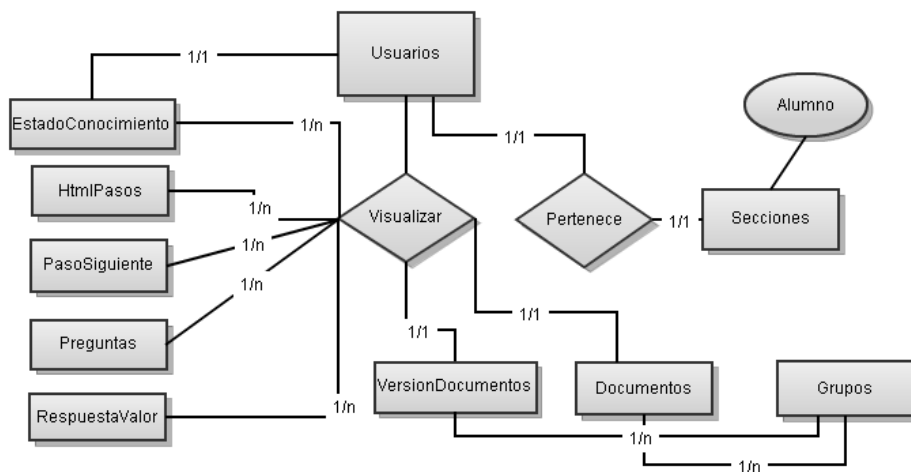 Usuarios
1/1
Alumno
EstadoConocimiento
1/n
1/1
HtmlPasos
1/n
Visualizar
Pertenece
1/1
Secciones
PasoSiguiente
1/n
1/n
1/1
1/1
Preguntas
VersionDocumentos
Documentos
Grupos
RespuestaValor
1/n
1/n
1/n